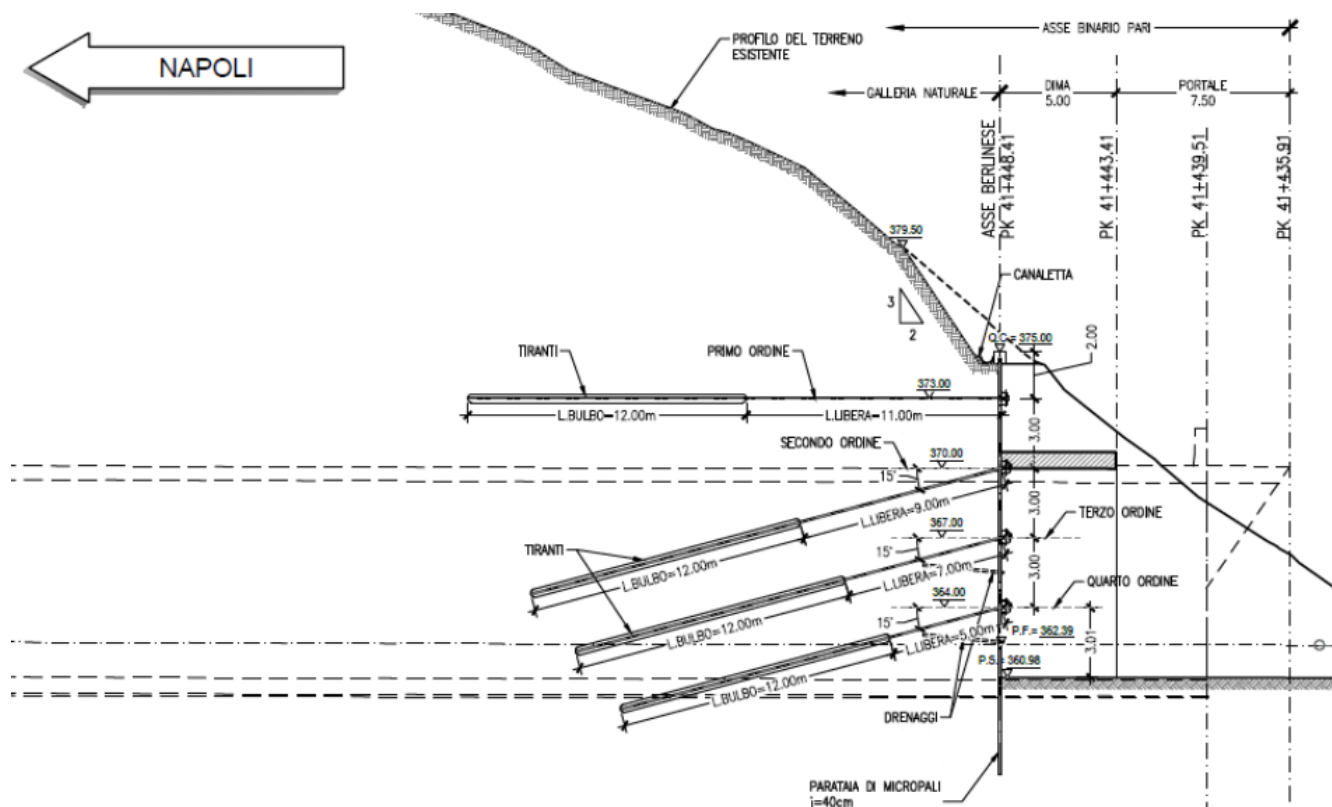 NAPOLI
PROFILO DEL TERRENO
ESISTENTE
ASSE BINARIO PARI
GALLERIA NATURALE
DIMA
5.00
PORTALE
7.50
ASSE BERLINESE
PK 41+448.41
PK 41+443.41
PK 41+439.51
PK 41+435.91
379.50
3
2
CANALETTA
Q.C.= 375.00
2.00
TIRANTI
PRIMO ORDINE
373.00
L.BULBO=12.00m
L.LIBERA=11.00m
3.00
SECONDO ORDINE
370.00
15°
L.LIBERA=9.00m
L.BULBO=12.00m
3.00
TERZO ORDINE
367.00
15°
TIRANTI
L.LIBERA=7.00m
L.BULBO=12.00m
3.00
QUARTO ORDINE
364.00
15°
L.LIBERA=5.00m
L.BULBO=12.00m
P.F.= 362.39
3.01
P.S.= 360.98
DRENAGGI
PARATAIA DI MICROPALI
i=40cm